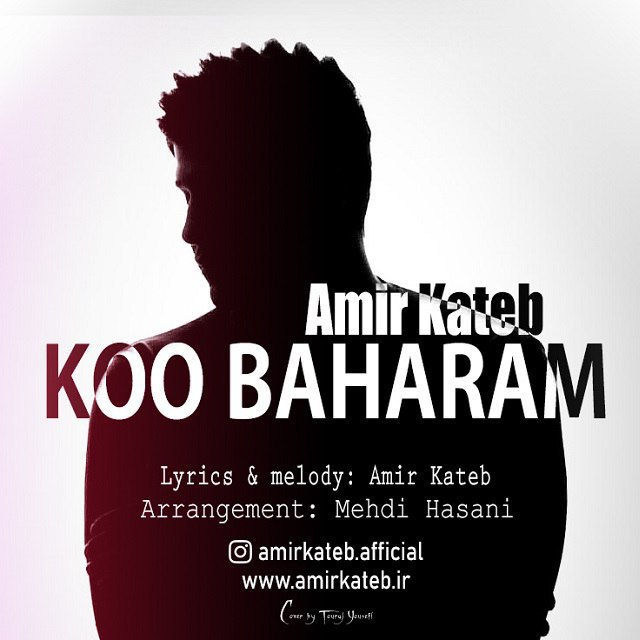 Amir Kateb
KOO BAHARAM
Lyrics & melody: Amir Kateb
Arrangement: Mehdi Hasani
amirkateb.afficial
www.amirkateb.ir
Cover by Touraj Yousefi